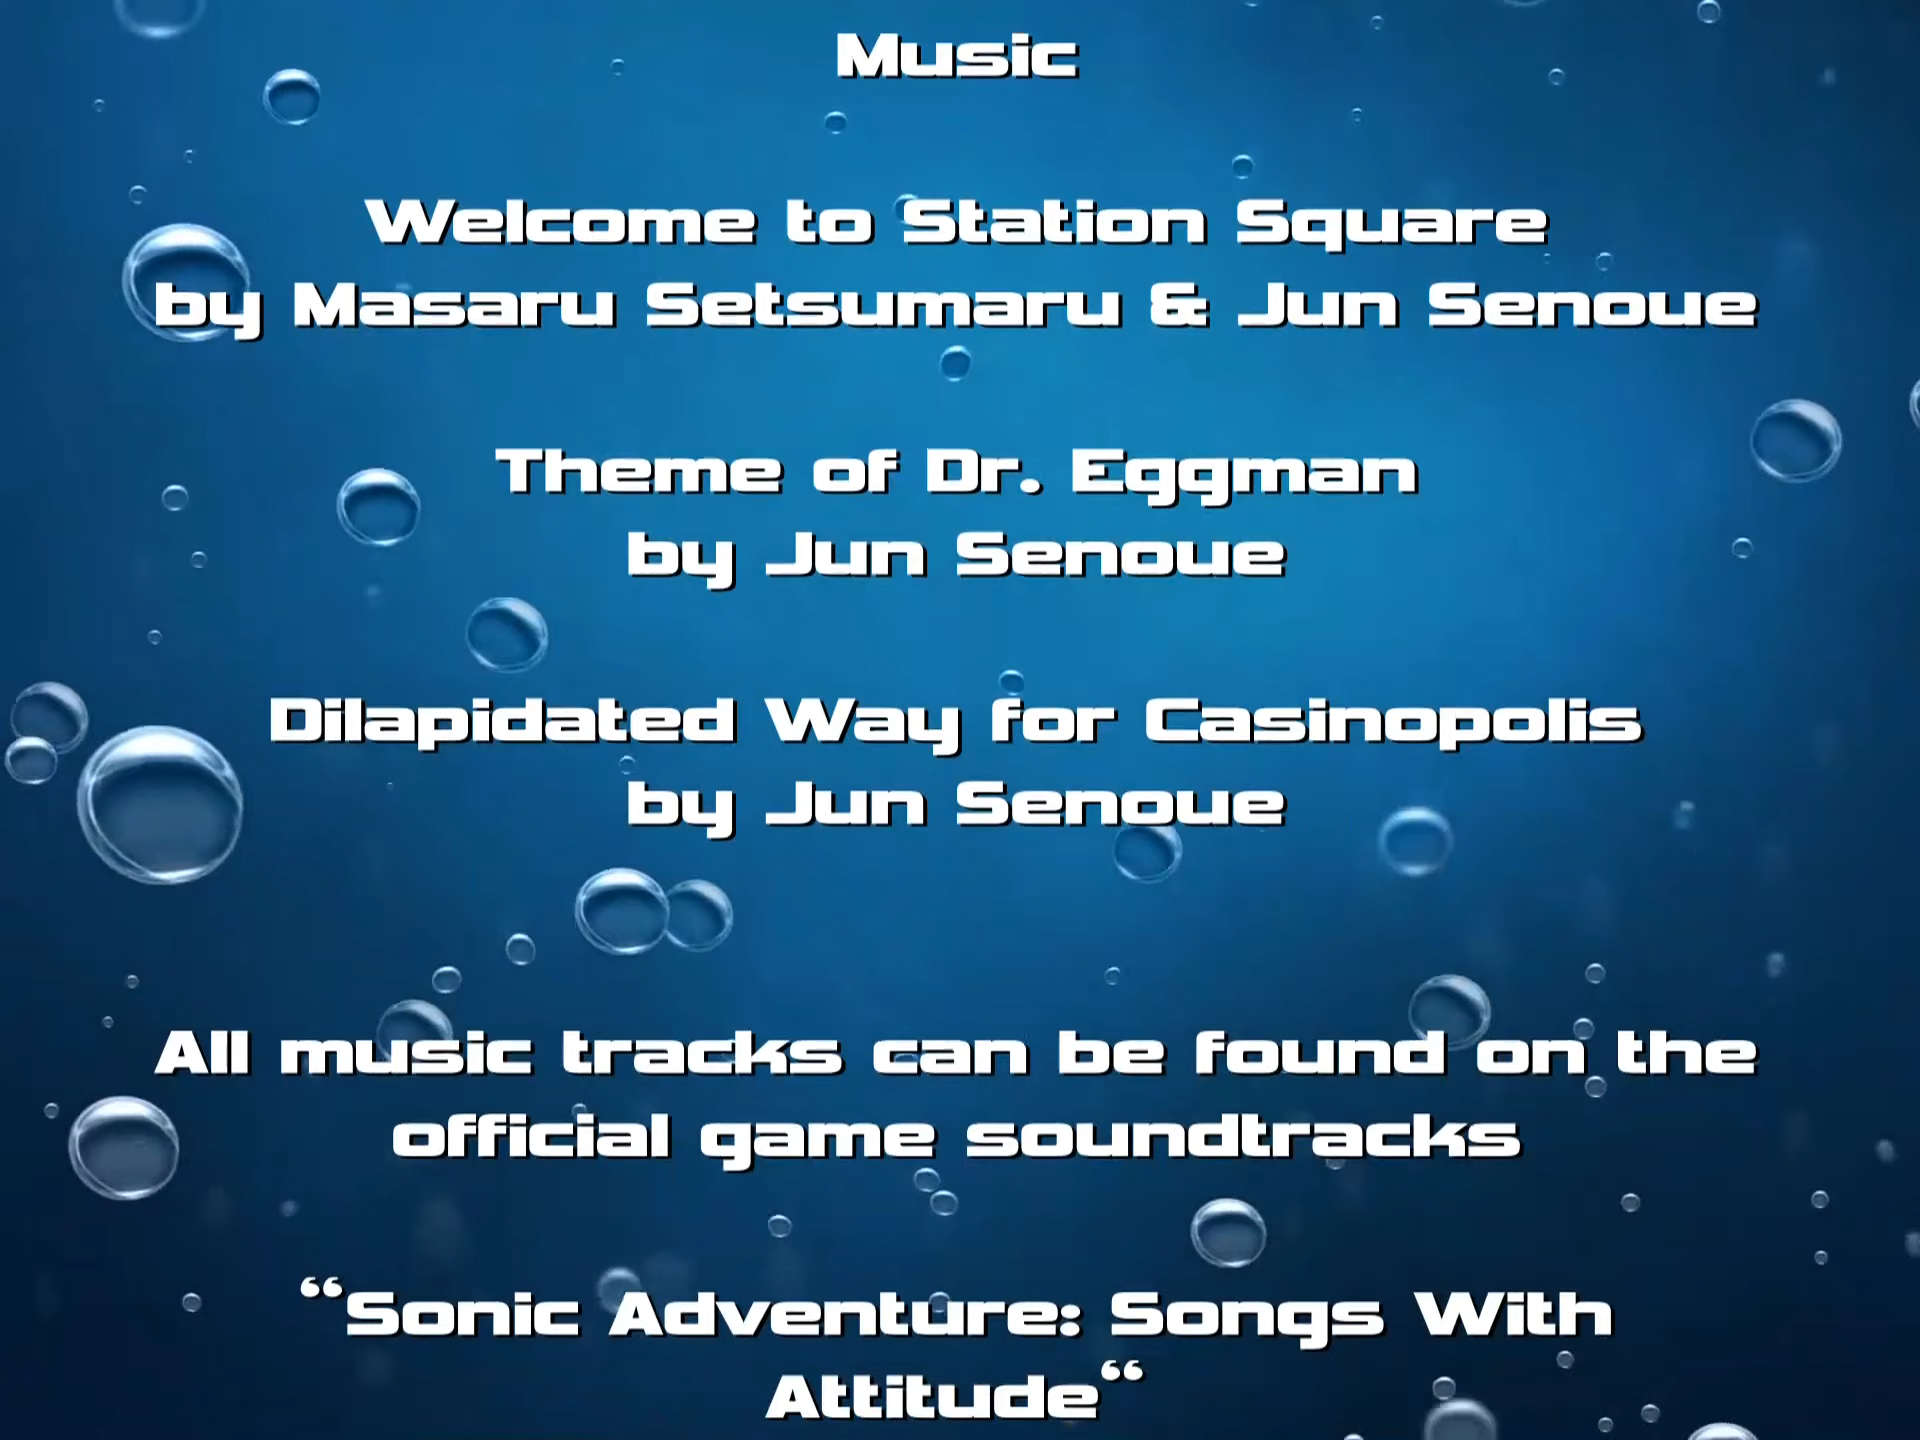 Music
Welcome to Station Square
by Masaru Setsumaru & Jun Senoue
Theme of Dr. Eggman
by Jun Senoue
Dilapidated Way for Casinopolis
by Jun Senoue
All music tracks can be found on the
official game soundtracks
“Sonic Adventure: Songs With
Attitude“